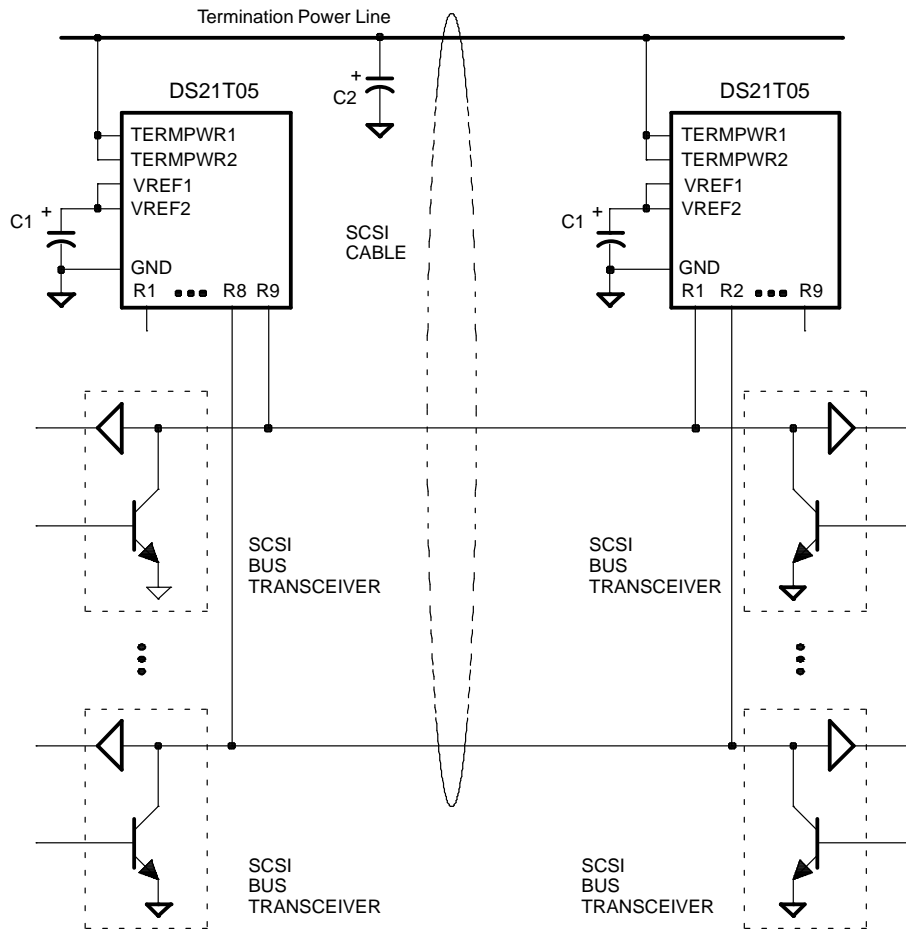 Termination Power Line
DS21T05
+
C2
DS21T05
TERMPWR1
TERMPWR2
VREF1
VREF2
C1
+
GND
R1
R8 R9
SCSI
CABLE
TERMPWR1
TERMPWR2
VREF1
VREF2
C1
+
GND
R1 R2
R9
SCSI
BUS
TRANSCEIVER
SCSI
BUS
TRANSCEIVER
SCSI
BUS
TRANSCEIVER
SCSI
BUS
TRANSCEIVER